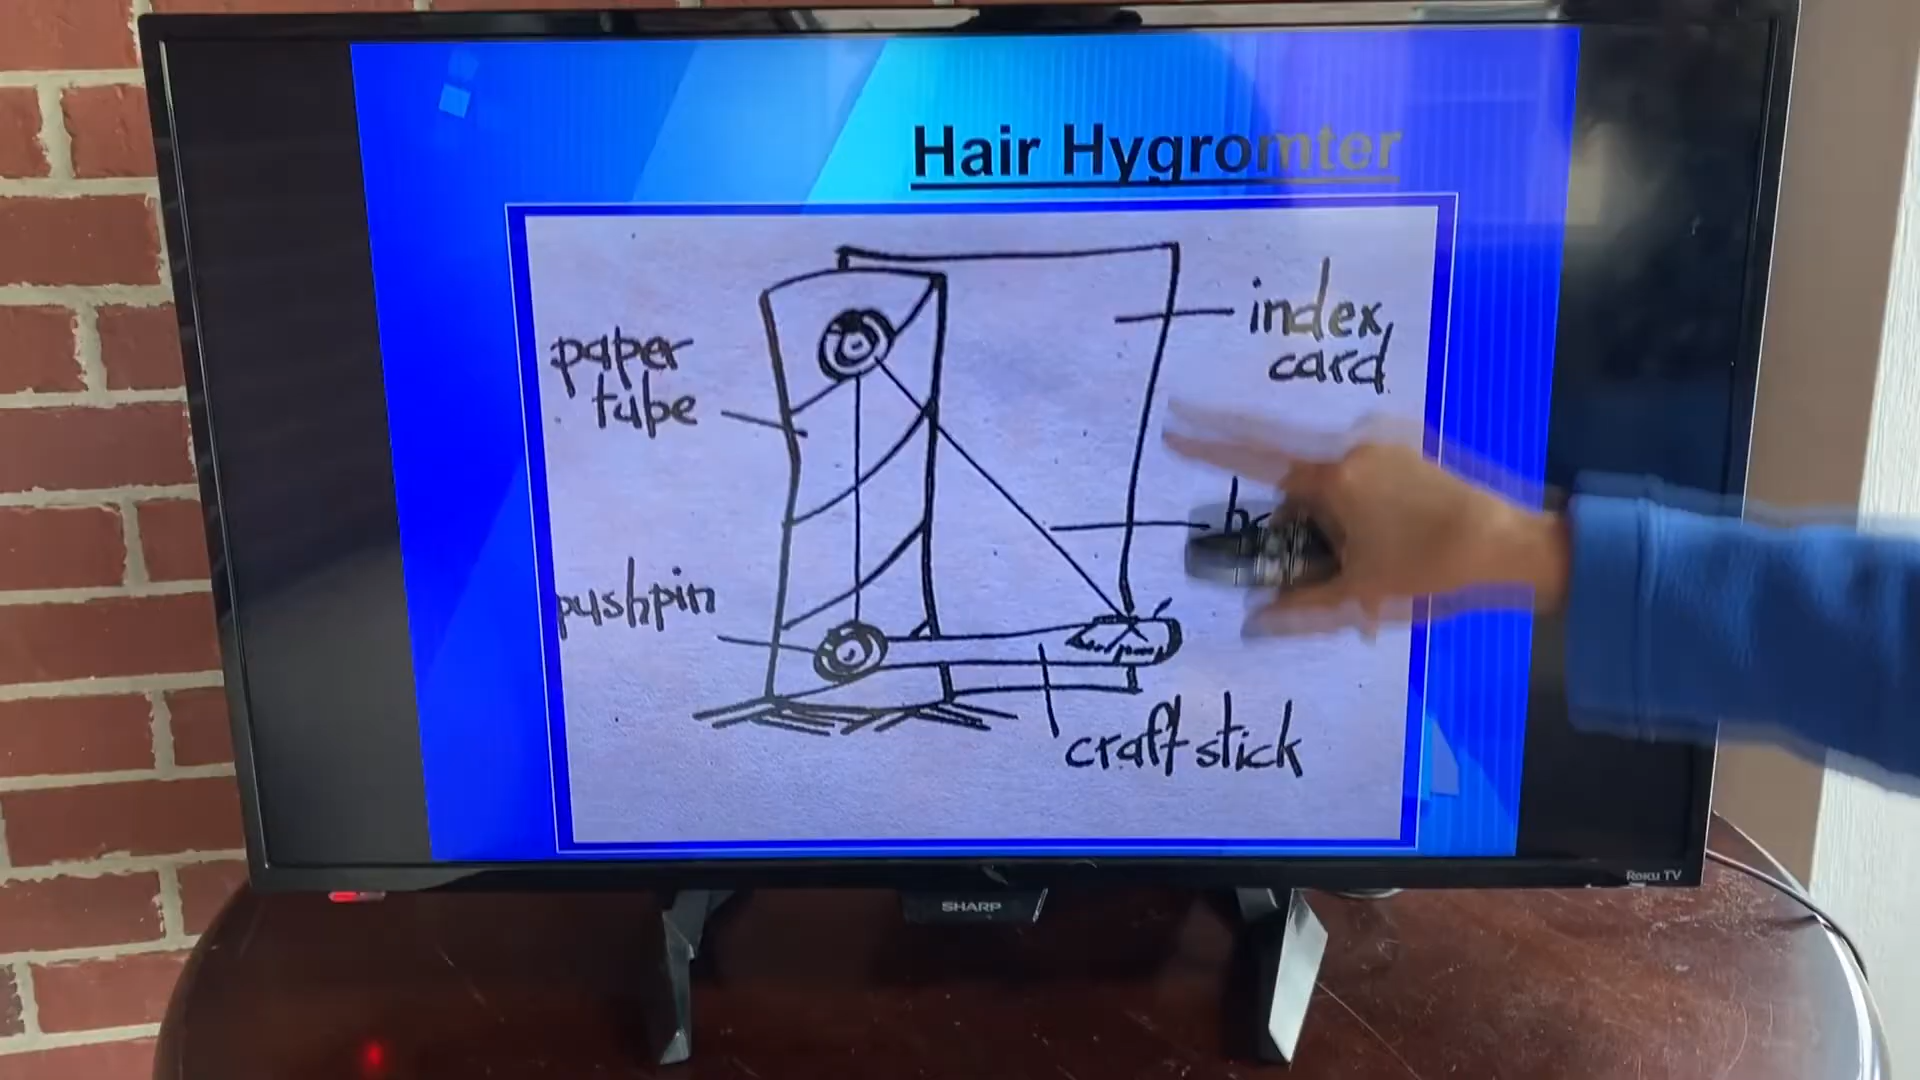 Hair Hygromter
index
card
paper
tube
pushpin
craft stick
SHARP
Roku TV